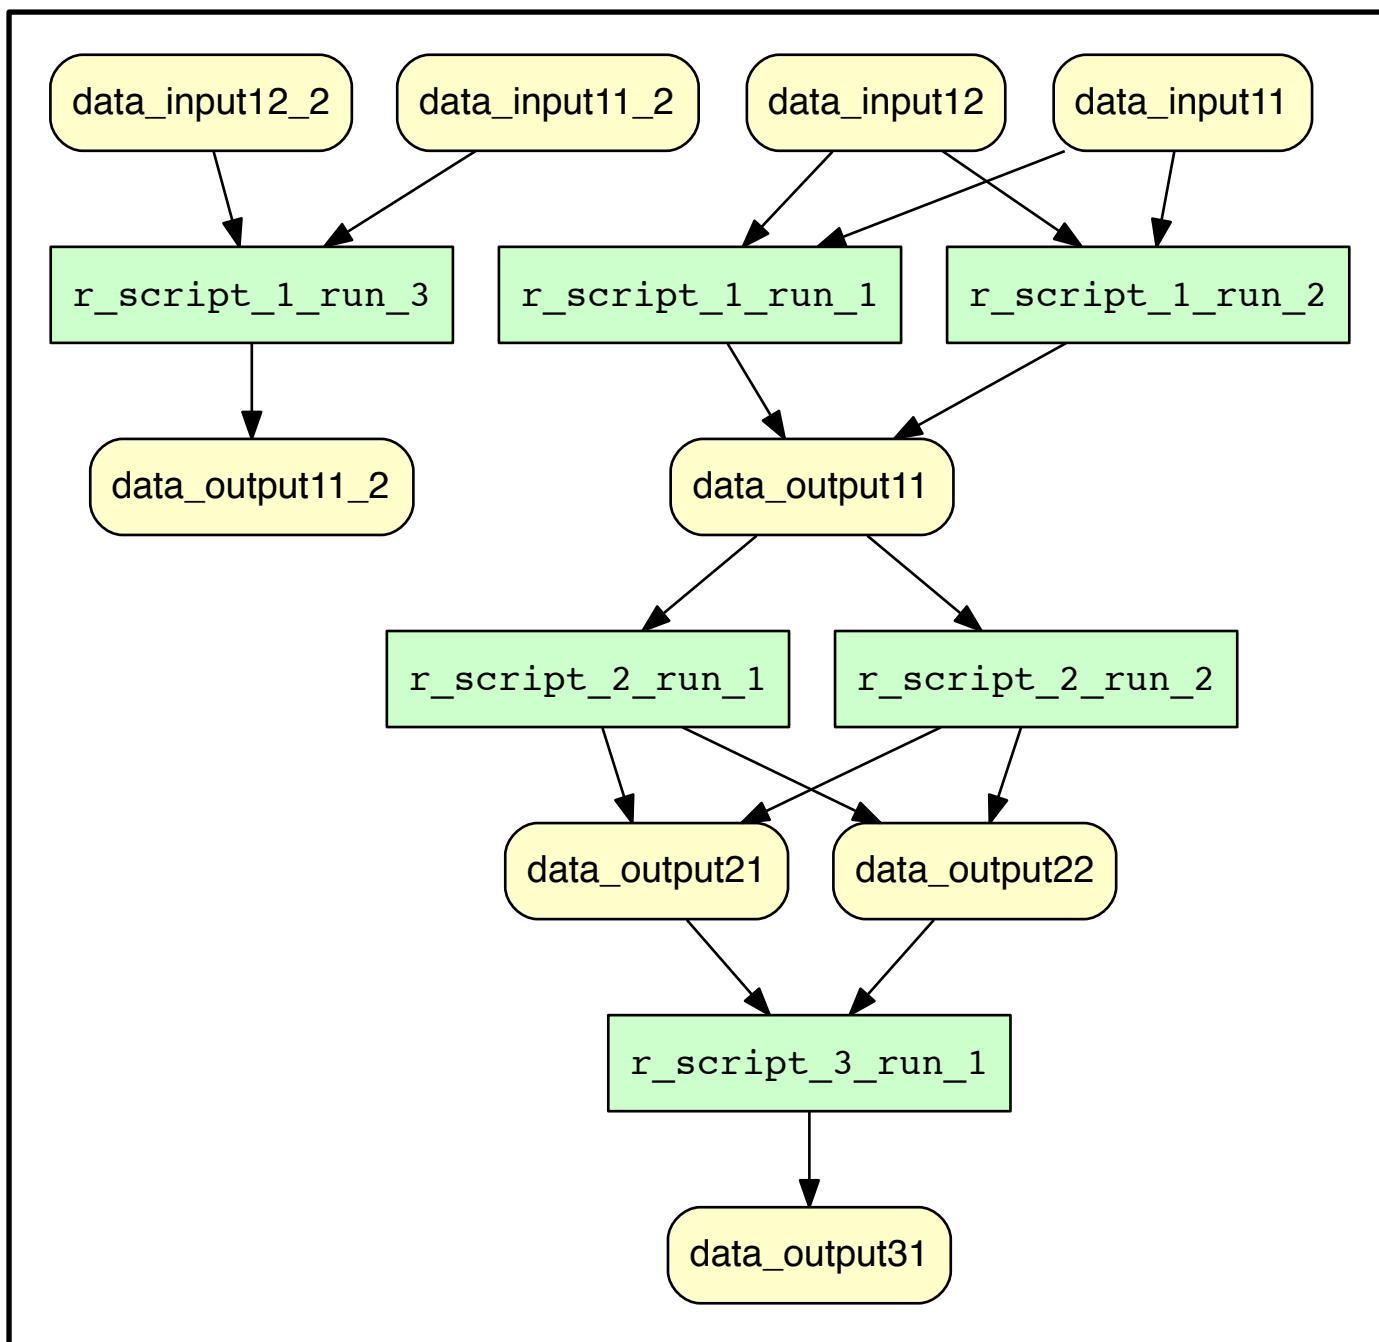 data_input12_2
data_input11_2
data_input12
data_input11
r_script_1_run_3
r_script_1_run_1
r_script_1_run_2
data_output11_2
data_output11
r_script_2_run_1
r_script_2_run_2
data_output21
data_output22
r_script_3_run_1
data_output31